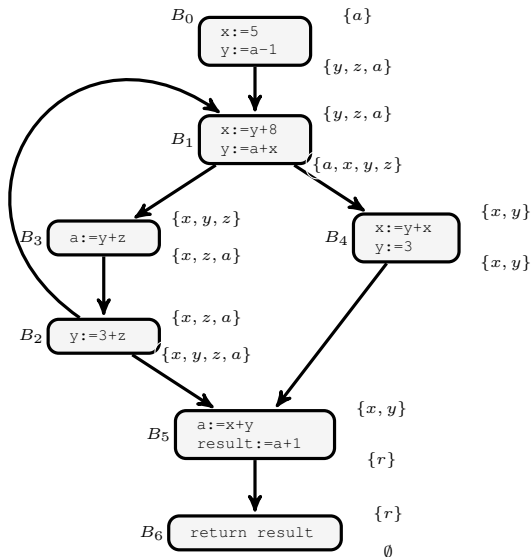 B0
{a}
x:=5
y:=a−1
{y, z, a}
{y, z, a}
B1
x:=y+8
y:=a+x
{a, x, y, z}
{x, y, z}
B3
a:=y+z
{x, z, a}
{x, y}
B4
x:=y+x
y:=3
{x, y}
{x, z, a}
B2
y:=3+z
{x, y, z, a}
{x, y}
B5
a:=x+y
result:=a+1
{r}
{r}
B6
return result
∅